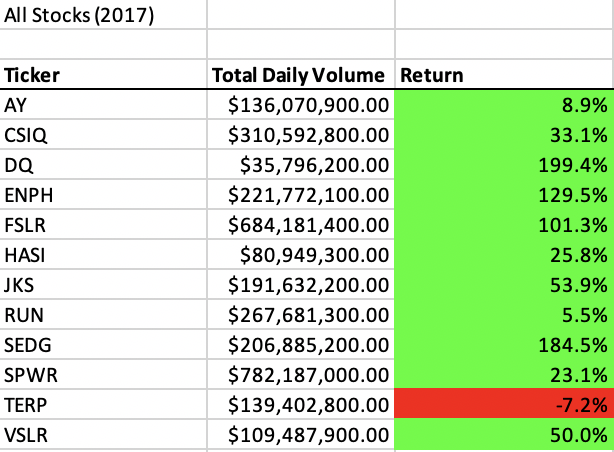 All Stocks (2017)
Ticker Total Daily Volume Return
AY $136,070,900.00 8.9%
CSIQ $310,592,800.00 33.1%
DQ $35,796,200.00 199.4%
ENPH $221,772,100.00 129.5%
FSLR $684,181,400.00 101.3%
HASI $80,949,300.00 25.8%
JKS $191,632,200.00 53.9%
RUN $267,681,300.00 5.5%
SEDG $206,885,200.00 184.5%
SPWR $782,187,000.00 23.1%
TERP $139,402,800.00 -7.2%
VSLR $109,487,900.00 50.0%